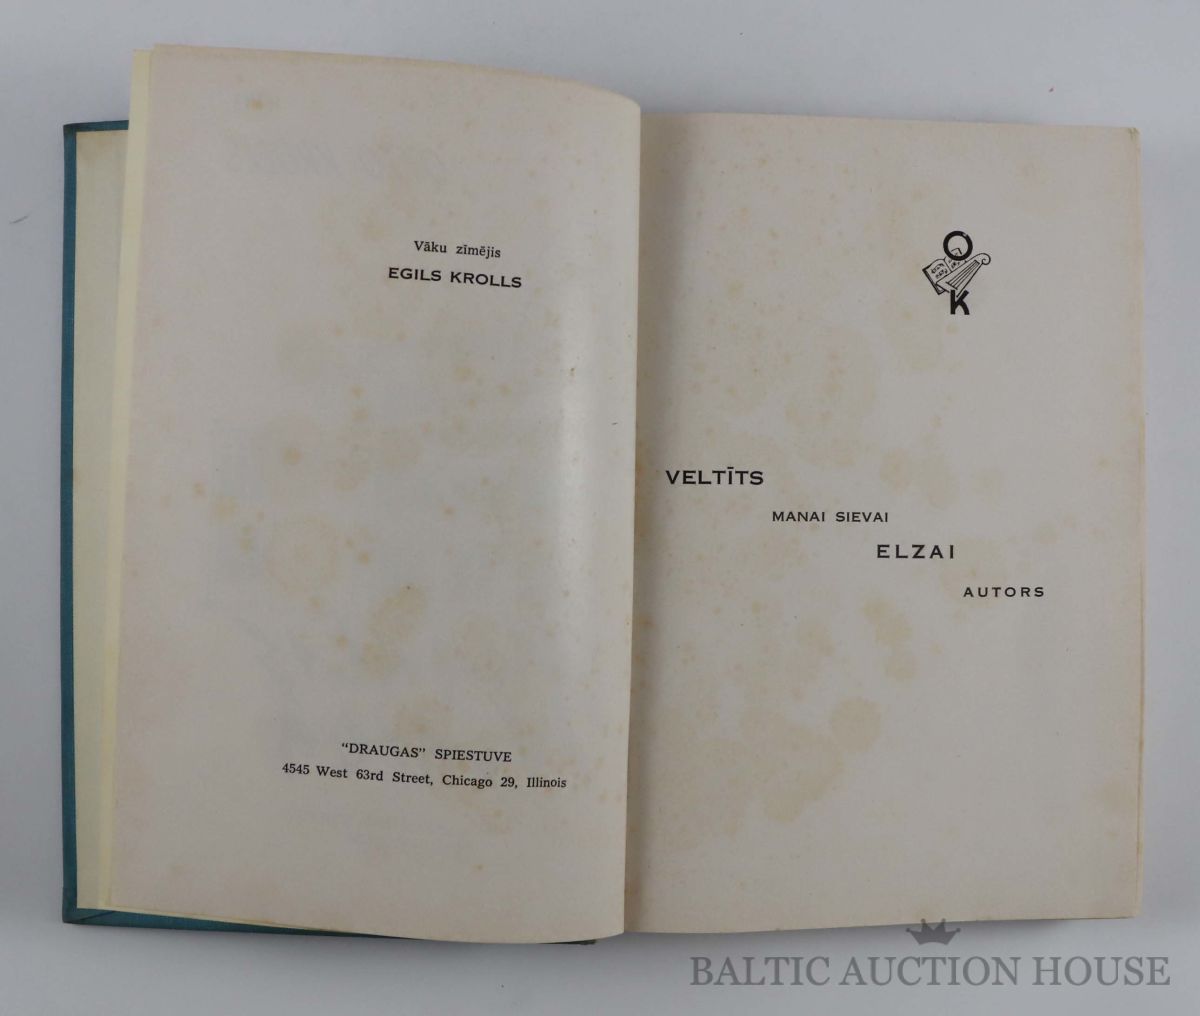 Vāku zīmējis
EGILS KROLLS
"DRAUGAS" SPIESTUVE
4545 West 63rd Street, Chicago 29, Illinois
O
K
VELTĪTS
MANAI SIEVAI
ELZAI
AUTORS
BALTIC AUCTION HOUSE